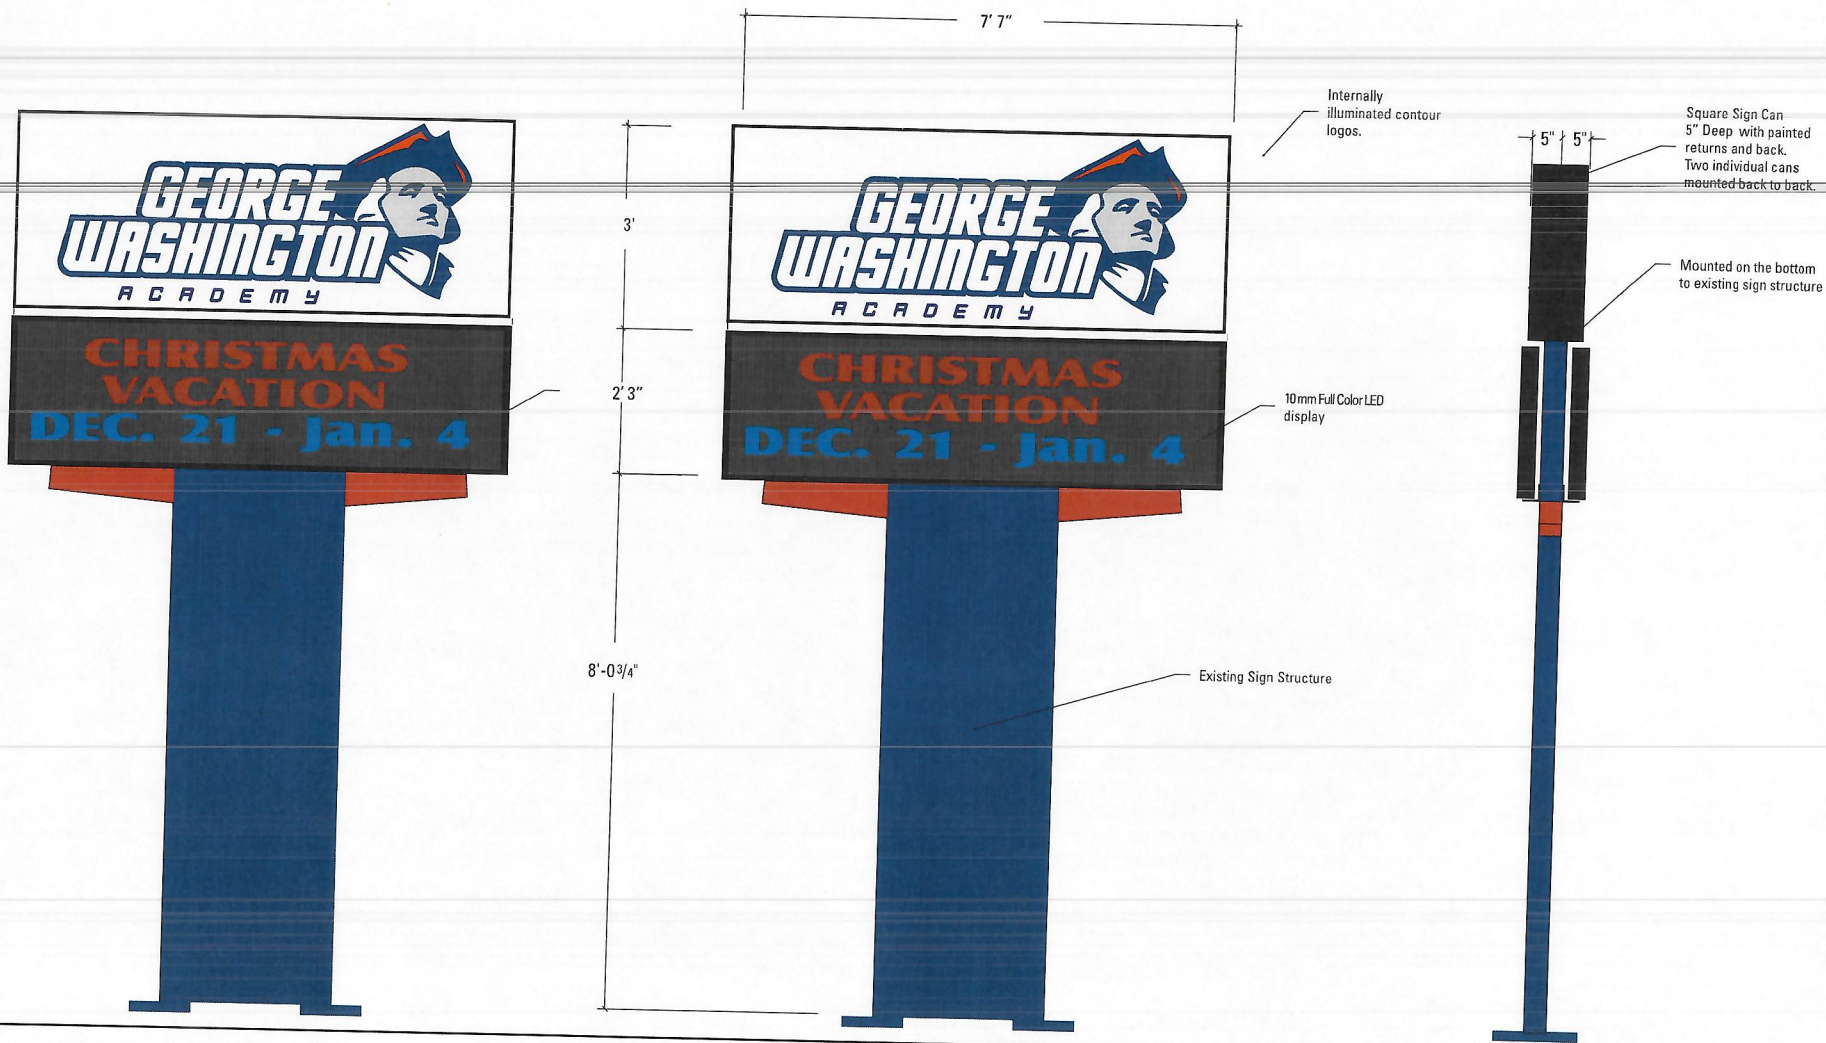 7' 7"
Internally
illuminated contour
logos.
Square Sign Can
5" Deep with painted
returns and back.
Two individual cans
mounted back to back.
5" 5"
GEORGE
WASHINGTON
ACADEMY
3'
GEORGE
WASHINGTON
ACADEMY
Mounted on the bottom
to existing sign structure
CHRISTMAS
VACATION
DEC. 21 - Jan. 4
2' 3"
CHRISTMAS
VACATION
DEC. 21 - Jan. 4
10mm Full Color LED
display
8'-0 3/4"
Existing Sign Structure